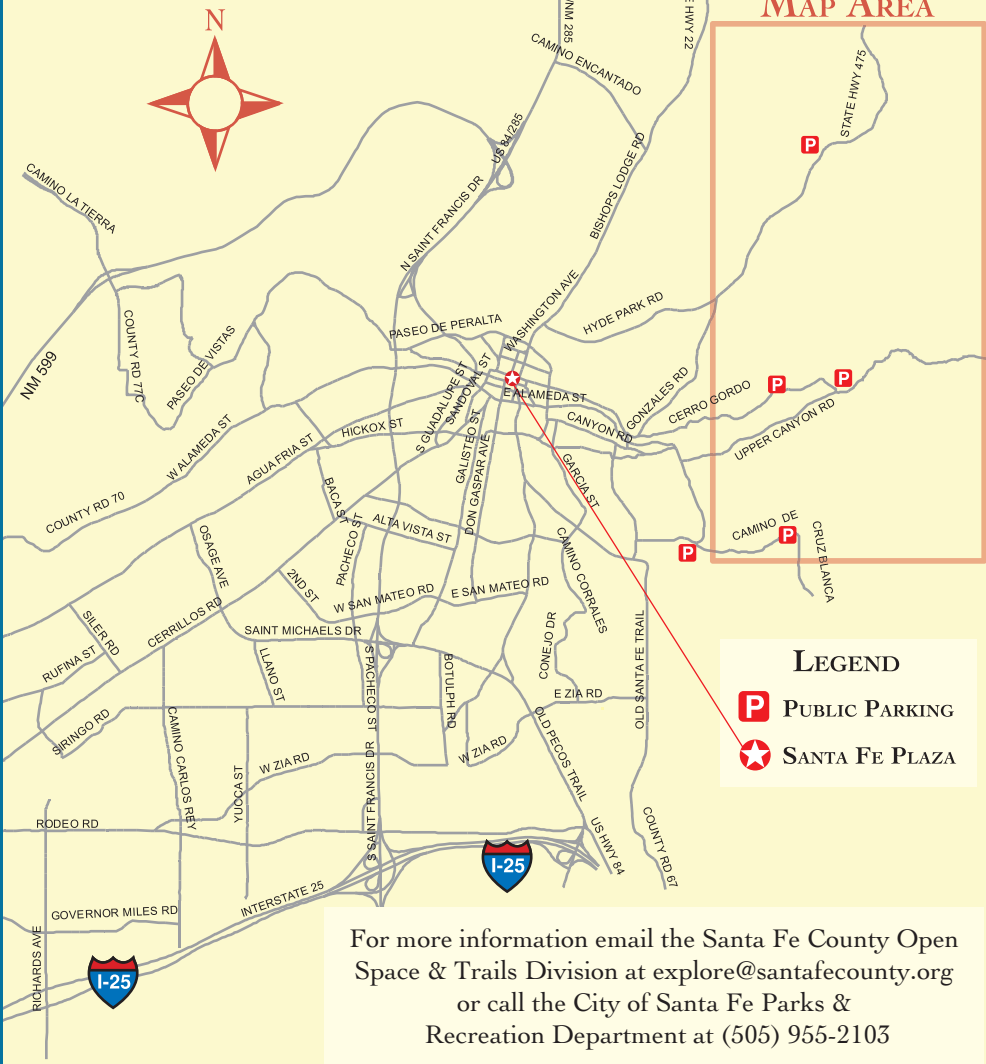 MAP AREA
N
NM 285
E HWY 22
CAMINO ENCANTADO
STATE HWY 475
P
US 84/285
BISHOPS LODGE RD
CAMINO LA TIERRA
N SAINT FRANCIS DR
WASHINGTON AVE
HYDE PARK RD
PASEO DE PERALTA
COUNTY RD 77C
PASEO DE VISTAS
NM 599
S GUADALUPE ST
SANDOVAL ST
E ALAMEDA ST
GONZALES RD
CERRO GORDO
P
P
UPPER CANYON RD
CANYON RD
W ALAMEDA ST
HICKOX ST
AGUA FRIA ST
GALISTEO ST
DON GASPAR AVE
GARCIA ST
COUNTY RD 70
BACA ST
PACHECO ST
ALTA VISTA ST
CAMINO DE
CRUZ BLANCA
P
P
OSAGE AVE
2ND ST
CAMINO CORRALES
W SAN MATEO RD
E SAN MATEO RD
SILER RD
CERRILLOS RD
SAINT MICHAELS DR
RUFINA ST
LLANO ST
S PACHECO ST
BOTULPH RD
CONEJO DR
OLD SANTA FE TRAIL
E ZIA RD
SIRINGO RD
CAMINO CARLOS REY
W ZIA RD
W ZIA RD
OLD PECOS TRAIL
YUCCA ST
S SAINT FRANCIS DR
RODEO RD
US HWY 84
COUNTY RD 67
I-25
INTERSTATE 25
GOVERNOR MILES RD
RICHARDS AVE
I-25
LEGEND
P PUBLIC PARKING
SANTA FE PLAZA
For more information email the Santa Fe County Open
Space & Trails Division at explore@santafecounty.org
or call the City of Santa Fe Parks &
Recreation Department at (505) 955-2103